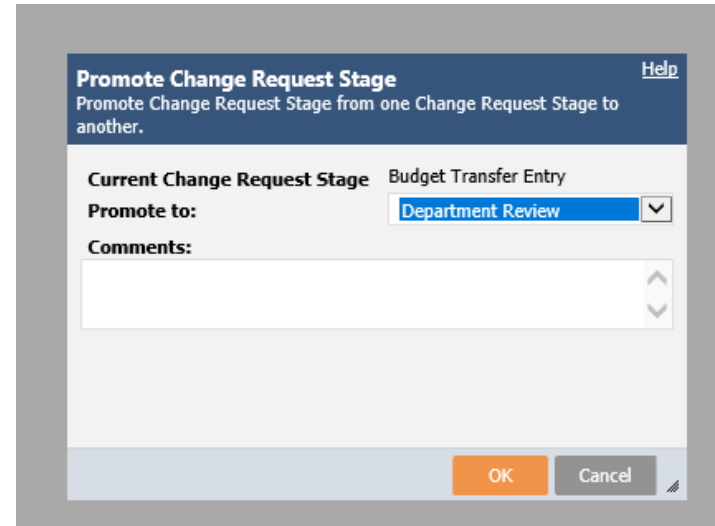 Promote Change Request Stage
Help
Promote Change Request Stage from one Change Request Stage to
another.
Current Change Request Stage Budget Transfer Entry
Promote to: Department Review
Comments:
OK Cancel